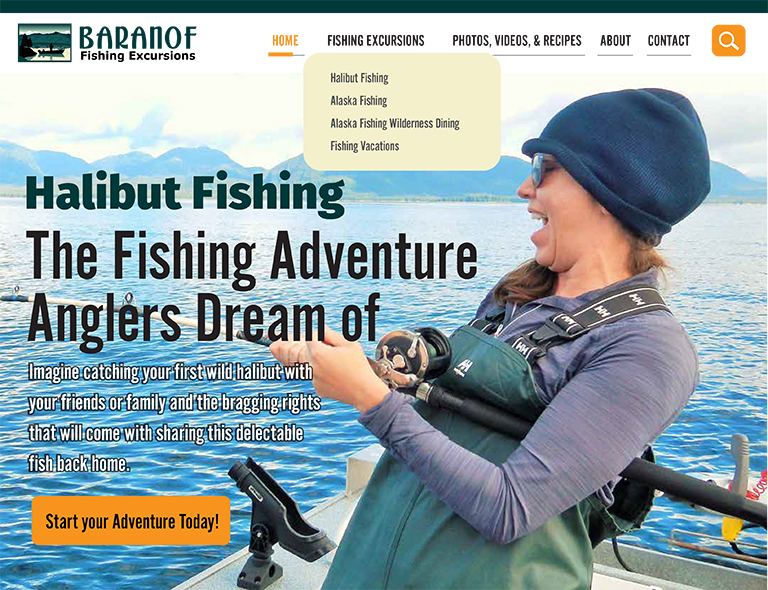 BARANOF
Fishing Excursions
HOME
FISHING EXCURSIONS
PHOTOS, VIDEOS, & RECIPES
ABOUT
CONTACT
Halibut Fishing
Alaska Fishing
Alaska Fishing Wilderness Dining
Fishing Vacations
Halibut Fishing
The Fishing Adventure
Anglers Dream of
Imagine catching your first wild halibut with
your friends or family and the bragging rights
that will come with sharing this delectable
fish back home.
Start your Adventure Today!
HH
HH
HH